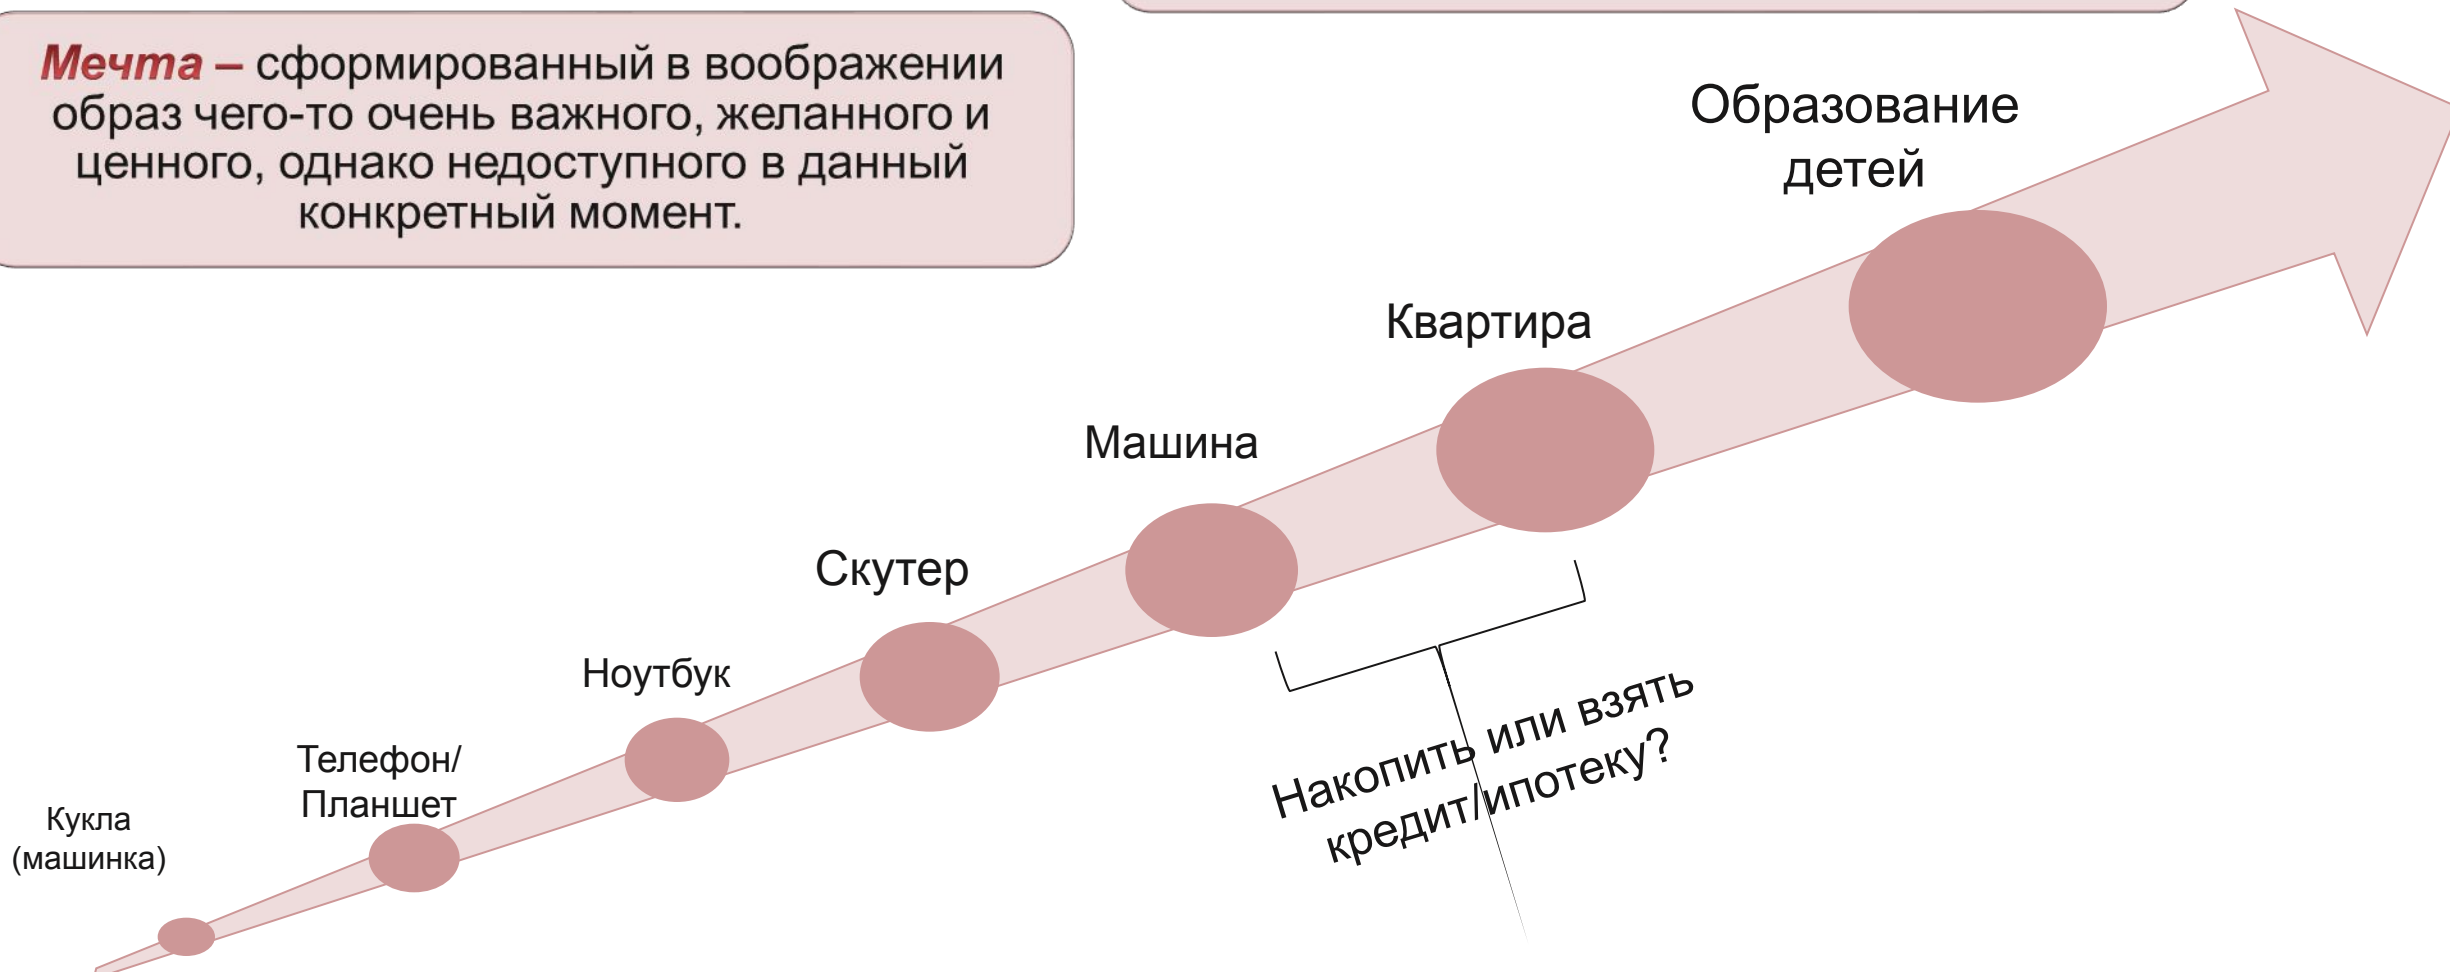 Мечта – сформированный в воображении
образ чего-то очень важного, желанного и
ценного, однако недоступного в данный
конкретный момент.
Образование
детей
Квартира
Машина
Скутер
Ноутбук
Телефон/
Планшет
Кукла
(машинка)
Накопить или взять
кредит/ипотеку?